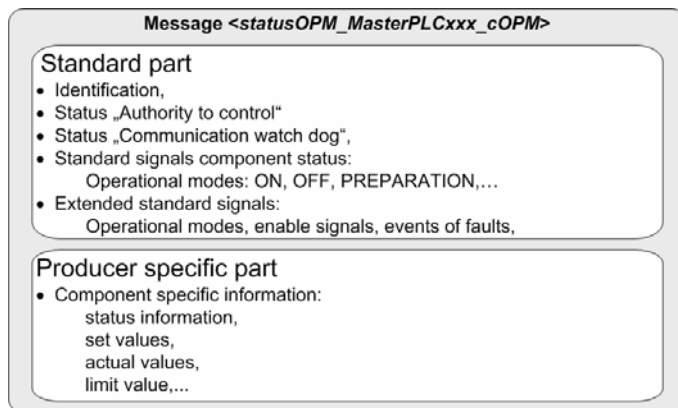 Message <statusOPM_MasterPLCxxx_cOPM>
Standard part
• Identification,
• Status „Authority to control“
• Status „Communication watch dog“,
• Standard signals component status:
Operational modes: ON, OFF, PREPARATION,...
• Extended standard signals:
Operational modes, enable signals, events of faults,
Producer specific part
• Component specific information:
status information,
set values,
actual values,
limit value,...